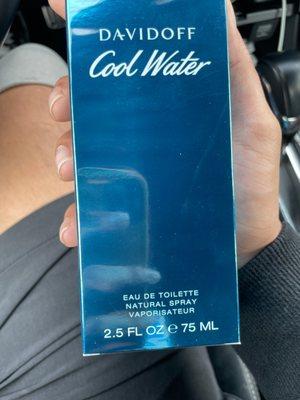 DAVIDOFF
Cool Water
EAU DE TOILETTE
NATURAL SPRAY
VAPORISATEUR
2.5 FL OZ ℮ 75 ML